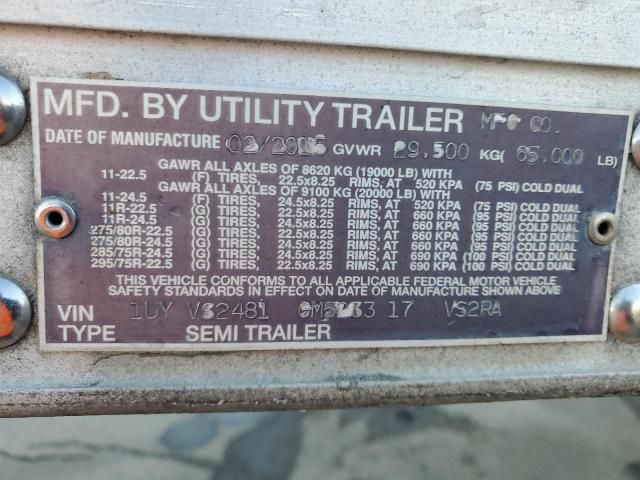 MFD. BY UTILITY TRAILER MFG CO.
DATE OF MANUFACTURE GVWR 29,500 KG( 65,000 LB)
GAWR ALL AXLES OF 8620 KG (19000 LB) WITH
11-22.5 (F) TIRES, 22.5x8.25 RIMS, AT 520 KPA (75 PSI) COLD DUAL
GAWR ALL AXLES OF 9100 KG (20000 LB) WITH
11-24.5 (F) TIRES, 24.5x8.25 RIMS, AT 520 KPA (75 PSI) COLD DUAL
11R-22.5 (G) TIRES, 22.5x8.25 RIMS, AT 660 KPA (95 PSI) COLD DUAL
11R-24.5 (G) TIRES, 24.5x8.25 RIMS, AT 660 KPA (95 PSI) COLD DUAL
275/80R-22.5 (G) TIRES, 22.5x8.25 RIMS, AT 660 KPA (95 PSI) COLD DUAL
275/80R-24.5 (G) TIRES, 24.5x8.25 RIMS, AT 660 KPA (95 PSI) COLD DUAL
285/75R-24.5 (G) TIRES, 24.5x8.25 RIMS, AT 690 KPA (100 PSI) COLD DUAL
295/75R-22.5 (G) TIRES, 22.5x8.25 RIMS, AT 690 KPA (100 PSI) COLD DUAL
THIS VEHICLE CONFORMS TO ALL APPLICABLE FEDERAL MOTOR VEHICLE
SAFETY STANDARDS IN EFFECT ON DATE OF MANUFACTURE SHOWN ABOVE
VIN 1UY 17 VS2RA
TYPE SEMI TRAILER